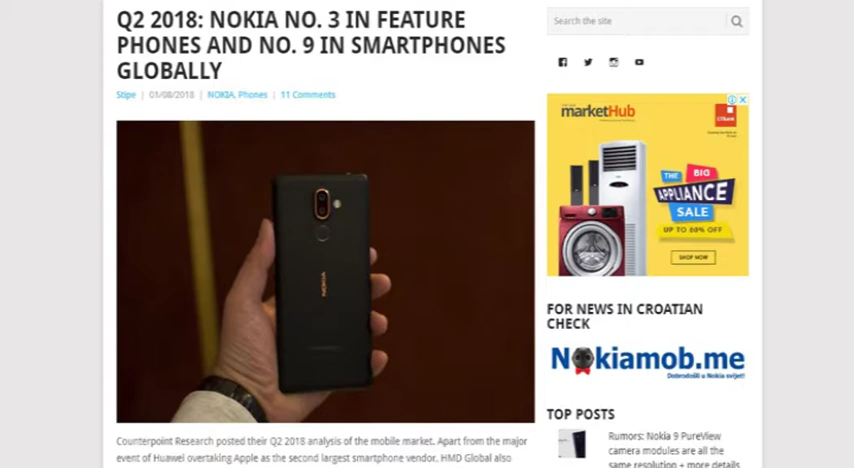 Q2 2018: NOKIA NO. 3 IN FEATURE
PHONES AND NO. 9 IN SMARTPHONES
GLOBALLY
Stipe | 01/08/2018 | NOKIA, Phones | 11 Comments
NOKIA
Counterpoint Research posted their Q2 2018 analysis of the mobile market. Apart from the major
event of Huawei overtaking Apple as the second largest smartphone vendor, HMD Global also
Search the site
marketHub
THE BIG
APPLIANCE
SALE
UP TO 60% OFF
SHOP NOW
FOR NEWS IN CROATIAN
CHECK
Nokiamob.me
Dobrodošli u Nokia svijet!
TOP POSTS
Rumors: Nokia 9 PureView
camera modules are all the
same resolution + more details